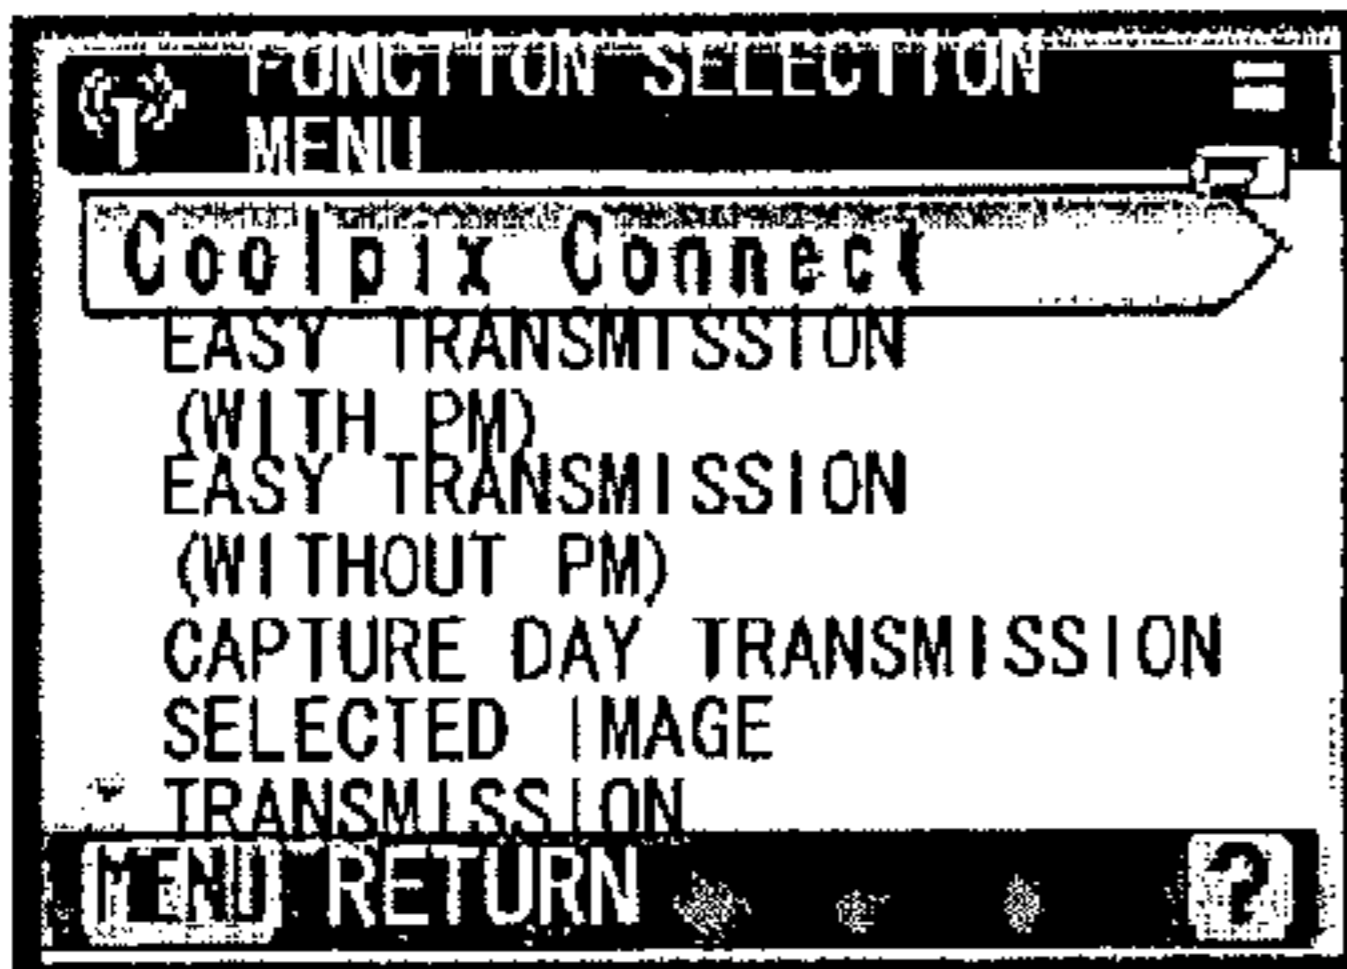 FUNCTION SELECTION
MENU
Coolpix Connect
EASY TRANSMISSION
(WITH PM)
EASY TRANSMISSION
(WITHOUT PM)
CAPTURE DAY TRANSMISSION
SELECTED IMAGE
TRANSMISSION
MENU RETURN ?